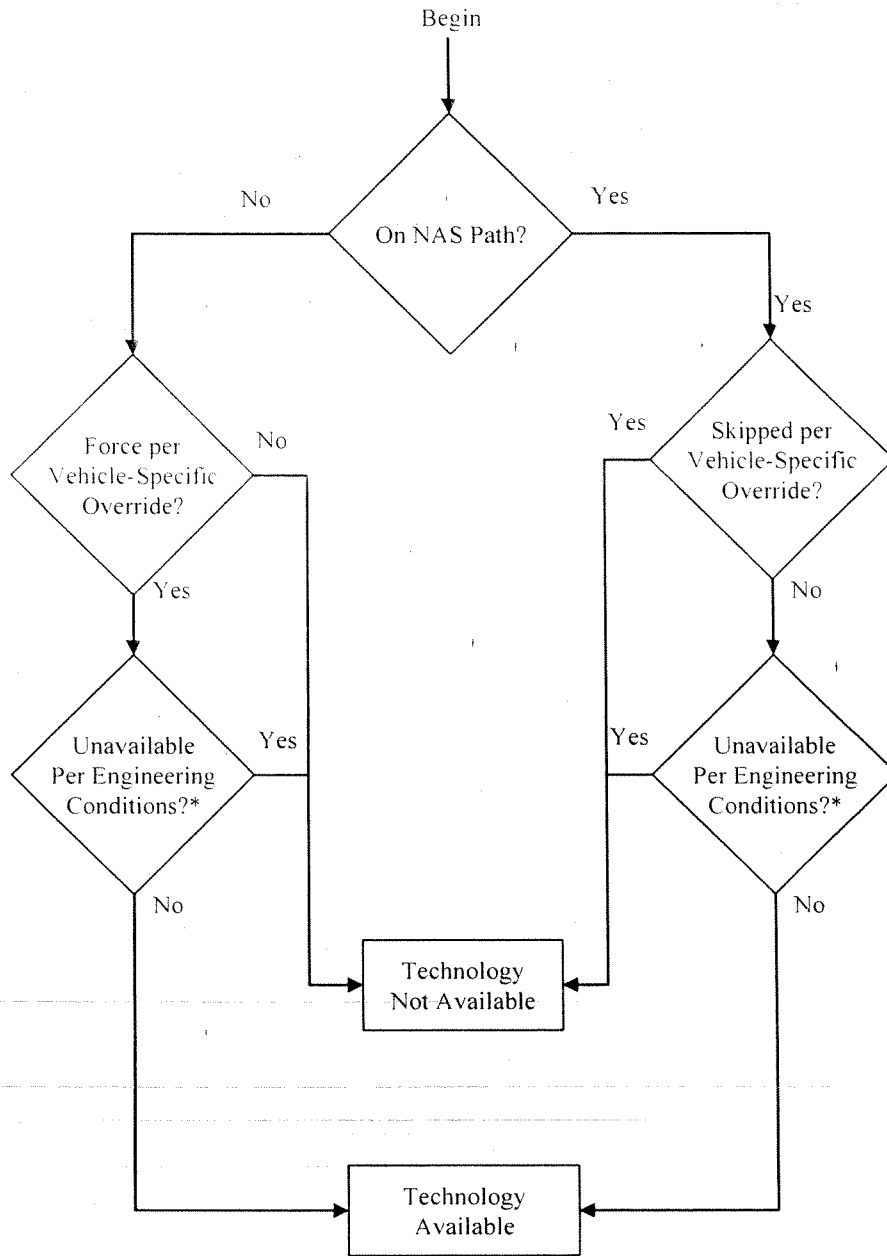 Begin
No
Yes
On NAS Path?
Yes
Force per
Vehicle-Specific
Override?
No
Yes
Skipped per
Vehicle-Specific
Override?
Yes
No
Unavailable
Per Engineering
Conditions?*
Yes
Yes
Unavailable
Per Engineering
Conditions?*
No
No
Technology
Not Available
Technology
Available